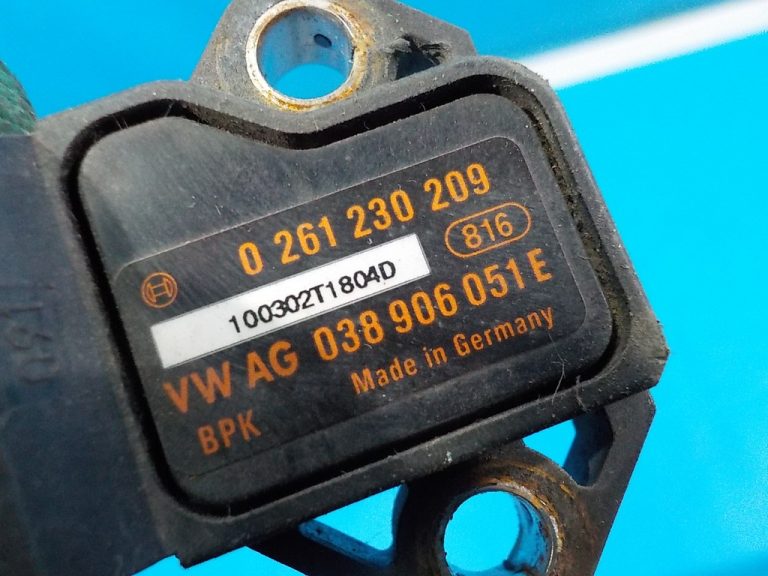 0 261 230 209
816
100302T1804D
VW AG 038 906 051 E
Made in Germany
BPK